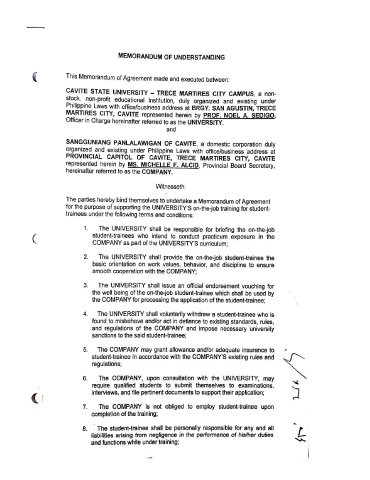 MEMORANDUM OF UNDERSTANDING
This Memorandum of Agreement made and executed between:
CAVITE STATE UNIVERSITY – TRECE MARTIRES CITY CAMPUS, a non-
stock, non-profit educational institution, duly organized and existing under
Philippine Laws with office/business address at BRGY. SAN AGUSTIN, TRECE
MARTIRES CITY, CAVITE represented herein by PROF. NOEL A. SEDIGO,
Officer in Charge hereinafter referred to as the UNIVERSITY.
and
SANGGUNIANG PANLALAWIGAN OF CAVITE, a domestic corporation duly
organized and existing under Philippine Laws with office/business address at
PROVINCIAL CAPITOL OF CAVITE, TRECE MARTIRES CITY, CAVITE
represented herein by MS. MICHELLE F. ALCID, Provincial Board Secretary,
hereinafter referred to as the COMPANY.
Witnesseth:
The parties hereby bind themselves to undertake a Memorandum of Agreement
for the purpose of supporting the UNIVERSITY'S on-the-job training for student-
trainees under the following terms and conditions:
1. The UNIVERSITY shall be responsible for briefing the on-the-job
student-trainees who intend to conduct practicum exposure in the
COMPANY as part of the UNIVERSITY'S curriculum;
2. The UNIVERSITY shall provide the on-the-job student-trainee the
basic orientation on work values, behavior, and discipline to ensure
smooth cooperation with the COMPANY;
3. The UNIVERSITY shall issue an official endorsement vouching for
the well being of the on-the-job student-trainee which shall be used by
the COMPANY for processing the application of the student-trainee;
4. The UNIVERSITY shall voluntarily withdraw a student-trainee who is
found to misbehave and/or act in defiance to existing standards, rules,
and regulations of the COMPANY and impose necessary university
sanctions to the said student-trainee;
5. The COMPANY may grant allowance and/or adequate insurance to
student-trainee in accordance with the COMPANY'S existing rules and
regulations;
6. The COMPANY, upon consultation with the UNIVERSITY, may
require qualified students to submit themselves to examinations,
interviews, and file pertinent documents to support their application;
7. The COMPANY is not obliged to employ student-trainee upon
completion of the training;
8. The student-trainee shall be personally responsible for any and all
liabilities arising from negligence in the performance of his/her duties
and functions while under training;